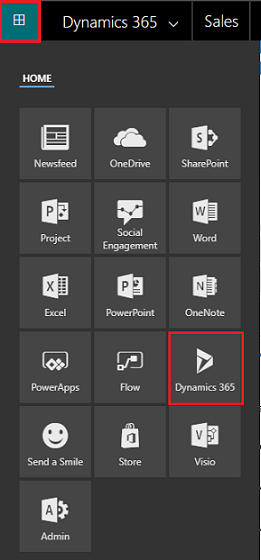 Dynamics 365 Sales
HOME
Newsfeed OneDrive SharePoint
Project Social Engagement Word
Excel PowerPoint OneNote
PowerApps Flow Dynamics 365
Send a Smile Store Visio
Admin